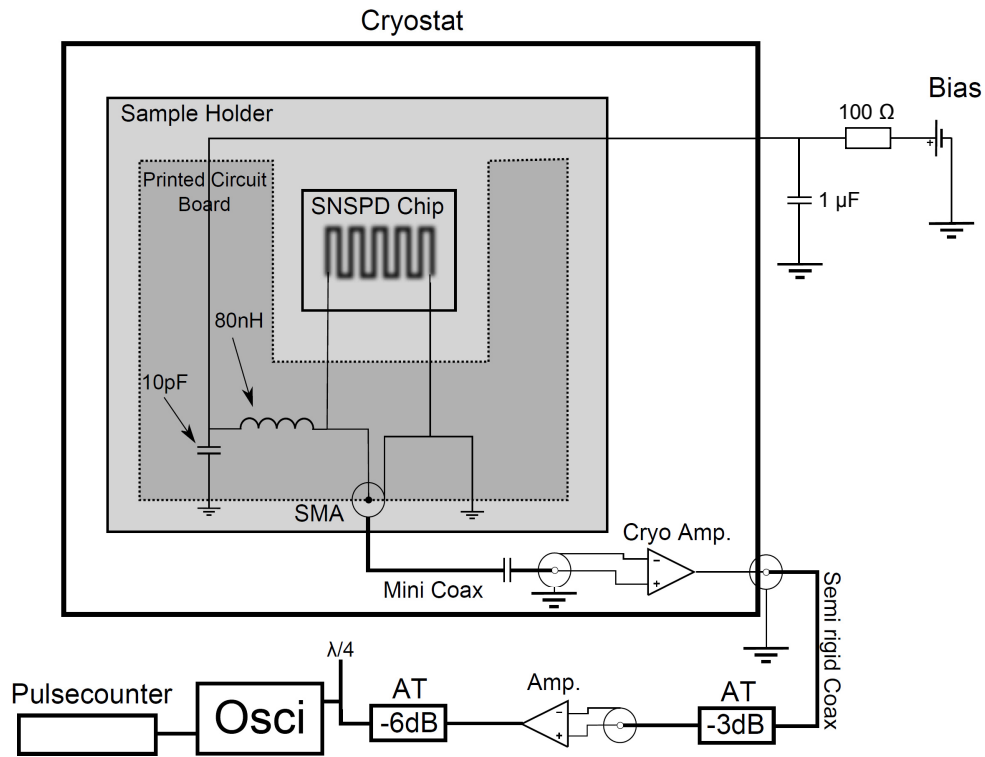 Cryostat
Sample Holder
Bias
100 Ω
+
1 µF
Printed Circuit
Board
SNSPD Chip
80nH
10pF
SMA
Cryo Amp.
-
+
Mini Coax
Semi rigid Coax
λ/4
Pulsecounter
Osci
AT
-6dB
Amp.
-
+
AT
-3dB